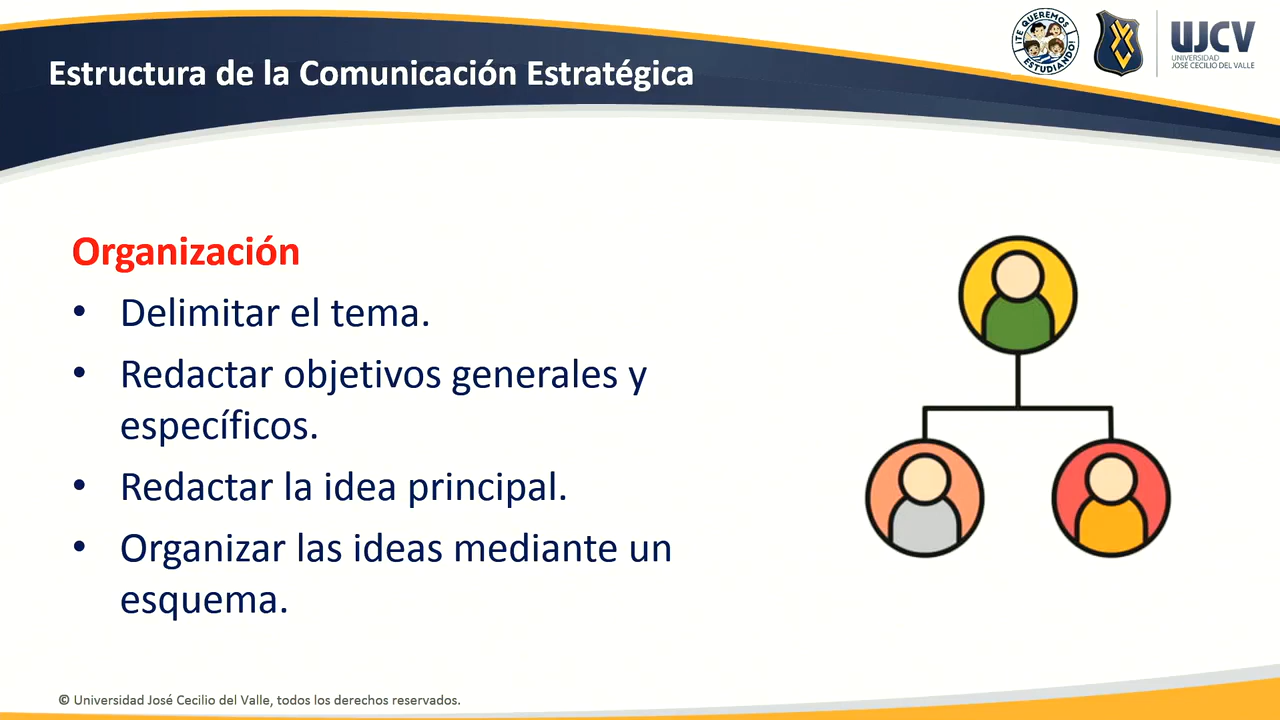 Estructura de la Comunicación Estratégica
¡TE QUEREMOS
ESTUDIANDO!
UJCV
UNIVERSIDAD
JOSÉ CECILIO DEL VALLE
Organización
• Delimitar el tema.
• Redactar objetivos generales y
específicos.
• Redactar la idea principal.
• Organizar las ideas mediante un
esquema.
© Universidad José Cecilio del Valle, todos los derechos reservados.